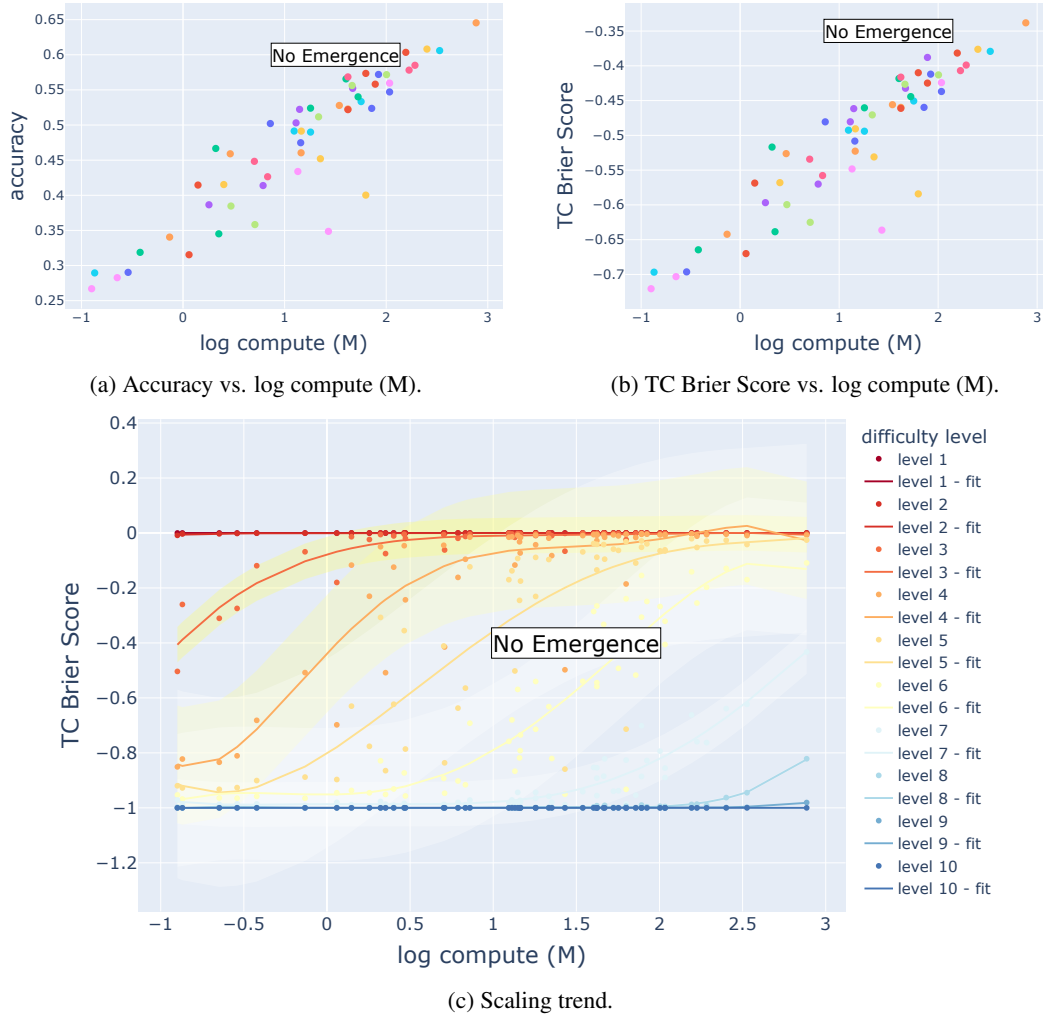 0.65
0.6
0.55
0.5
0.45
0.4
0.35
0.3
0.25
accuracy
No Emergence
−1
0
1
2
3
log compute (M)
(a) Accuracy vs. log compute (M).
−0.35
−0.4
−0.45
−0.5
−0.55
−0.6
−0.65
−0.7
TC Brier Score
No Emergence
−1
0
1
2
3
log compute (M)
(b) TC Brier Score vs. log compute (M).
0.4
0.2
0
−0.2
−0.4
−0.6
−0.8
−1
−1.2
TC Brier Score
No Emergence
−1
−0.5
0
0.5
1
1.5
2
2.5
3
log compute (M)
difficulty level
level 1
level 1 - fit
level 2
level 2 - fit
level 3
level 3 - fit
level 4
level 4 - fit
level 5
level 5 - fit
level 6
level 6 - fit
level 7
level 7 - fit
level 8
level 8 - fit
level 9
level 9 - fit
level 10
level 10 - fit
(c) Scaling trend.